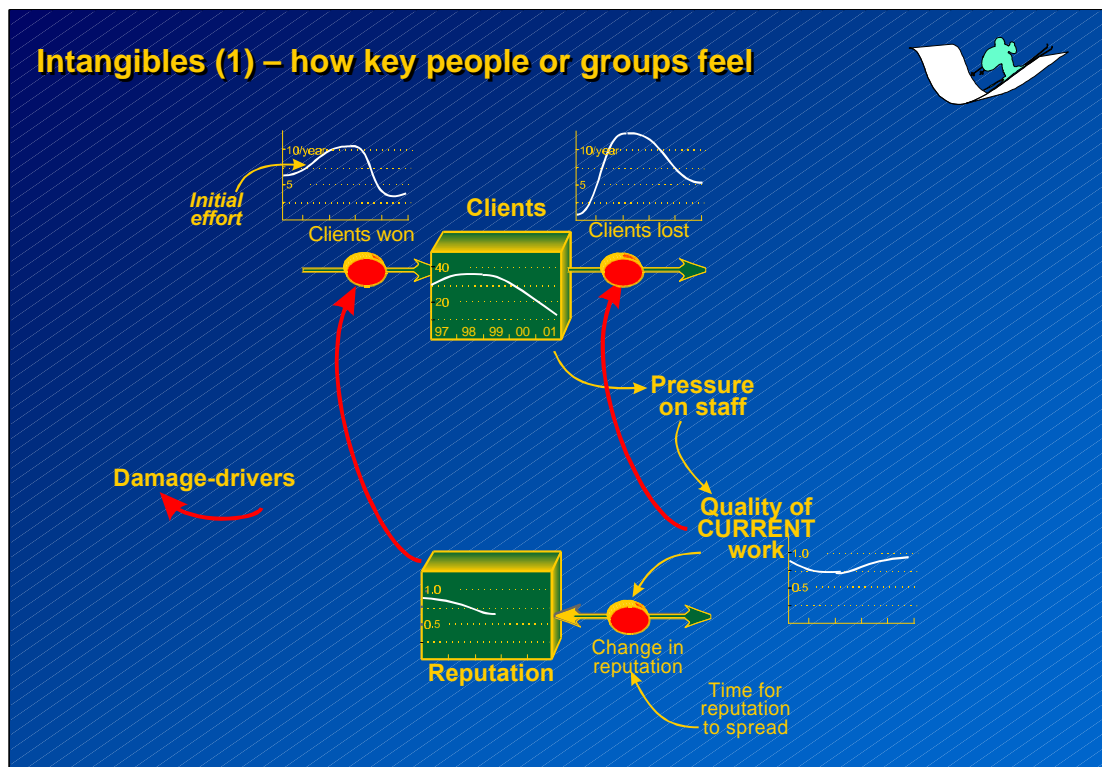 Intangibles (1) – how key people or groups feel
10/year
5
Initial
effort
Clients won
Clients
10/year
5
Clients lost
40
20
97 98 99 00 01
Pressure
on staff
Damage-drivers
Quality of
CURRENT
work
1.0
0.5
1.0
0.5
Reputation
Change in
reputation
Time for
reputation
to spread